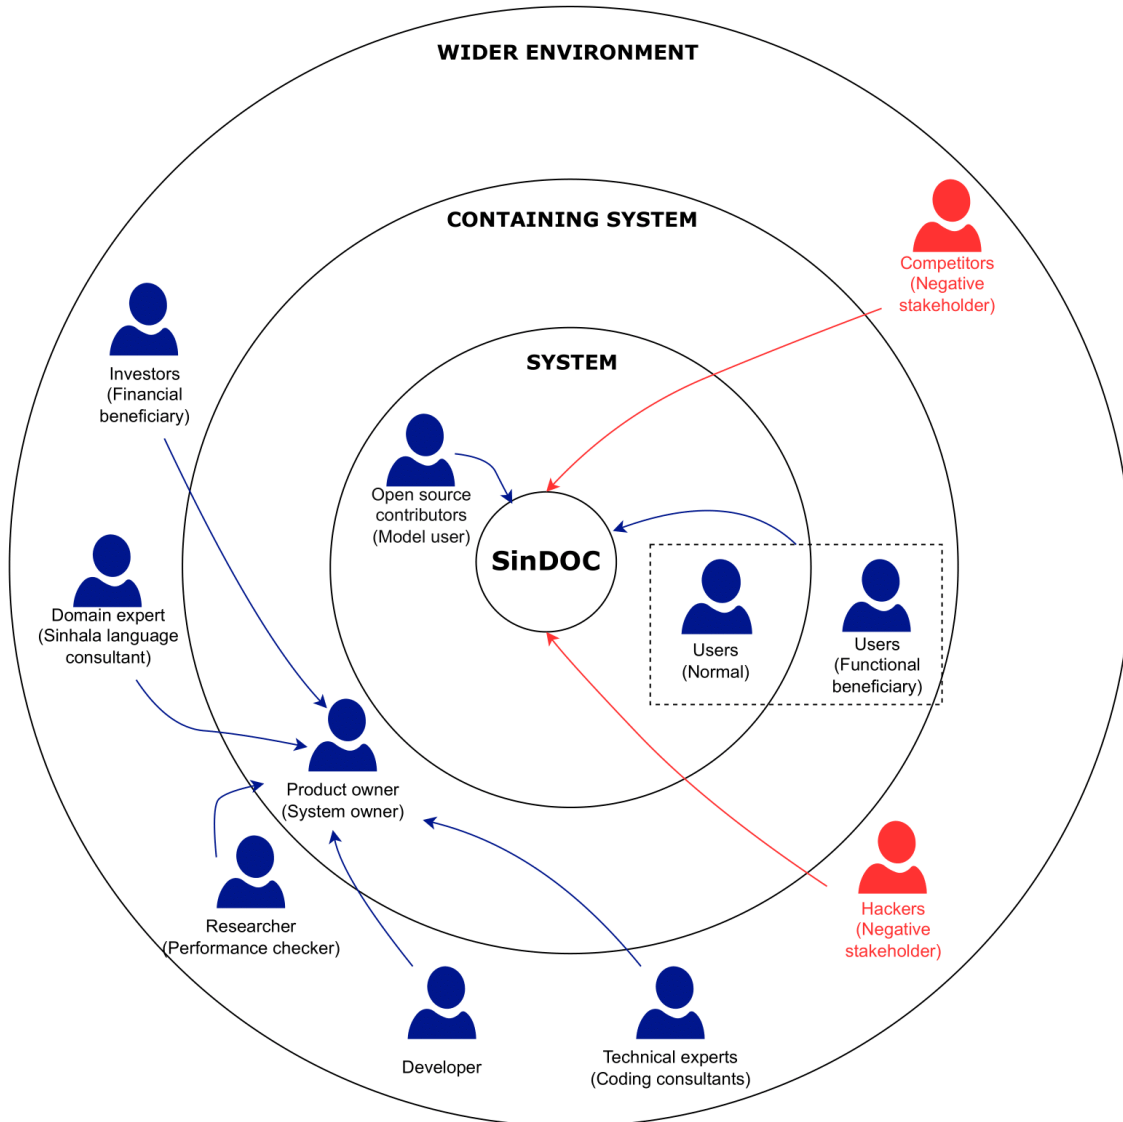 WIDER ENVIRONMENT
CONTAINING SYSTEM
SYSTEM
Competitors
(Negative
stakeholder)
Investors
(Financial
beneficiary)
Open source
contributors
(Model user)
SinDOC
Domain expert
(Sinhala language
consultant)
Users
(Normal)
Users
(Functional
beneficiary)
Product owner
(System owner)
Researcher
(Performance checker)
Hackers
(Negative
stakeholder)
Developer
Technical experts
(Coding consultants)